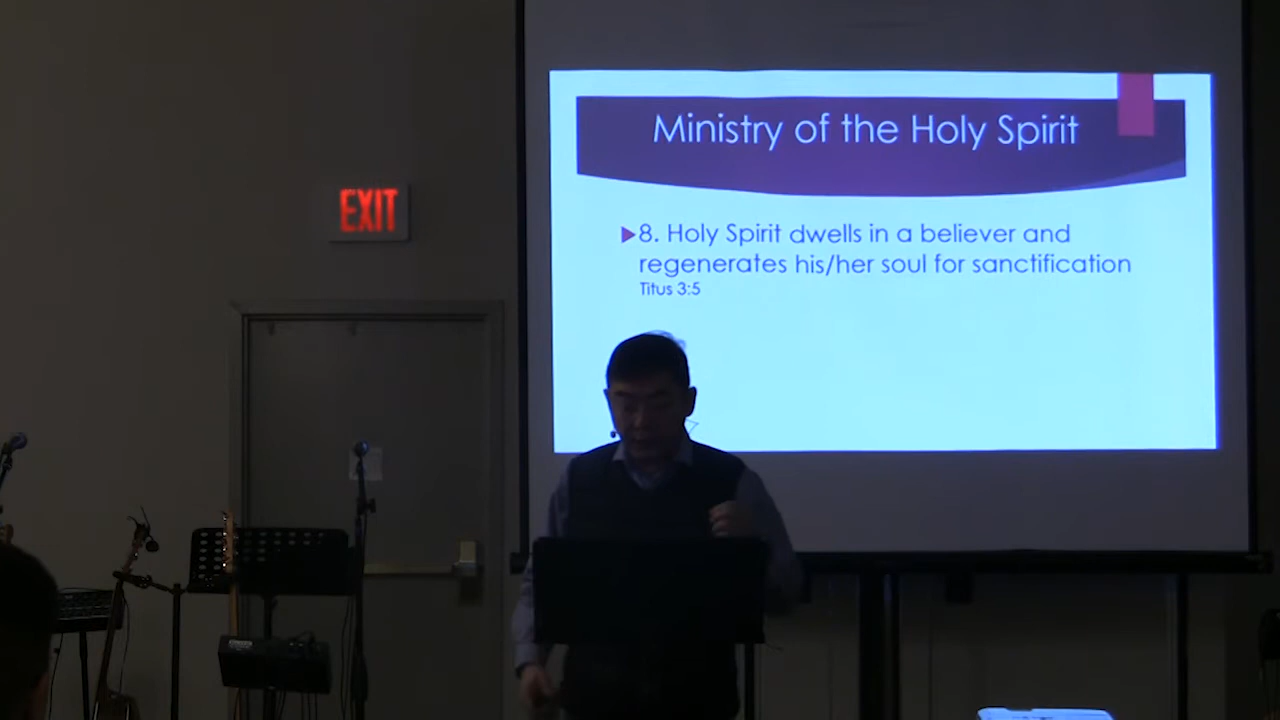 Ministry of the Holy Spirit
EXIT
8. Holy Spirit dwells in a believer and
regenerates his/her soul for sanctification
Titus 3:5